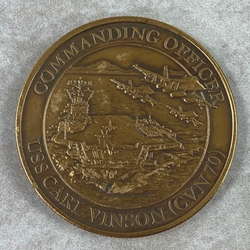 COMMANDING OFFICER
USS CARL VINSON (CVN 70)